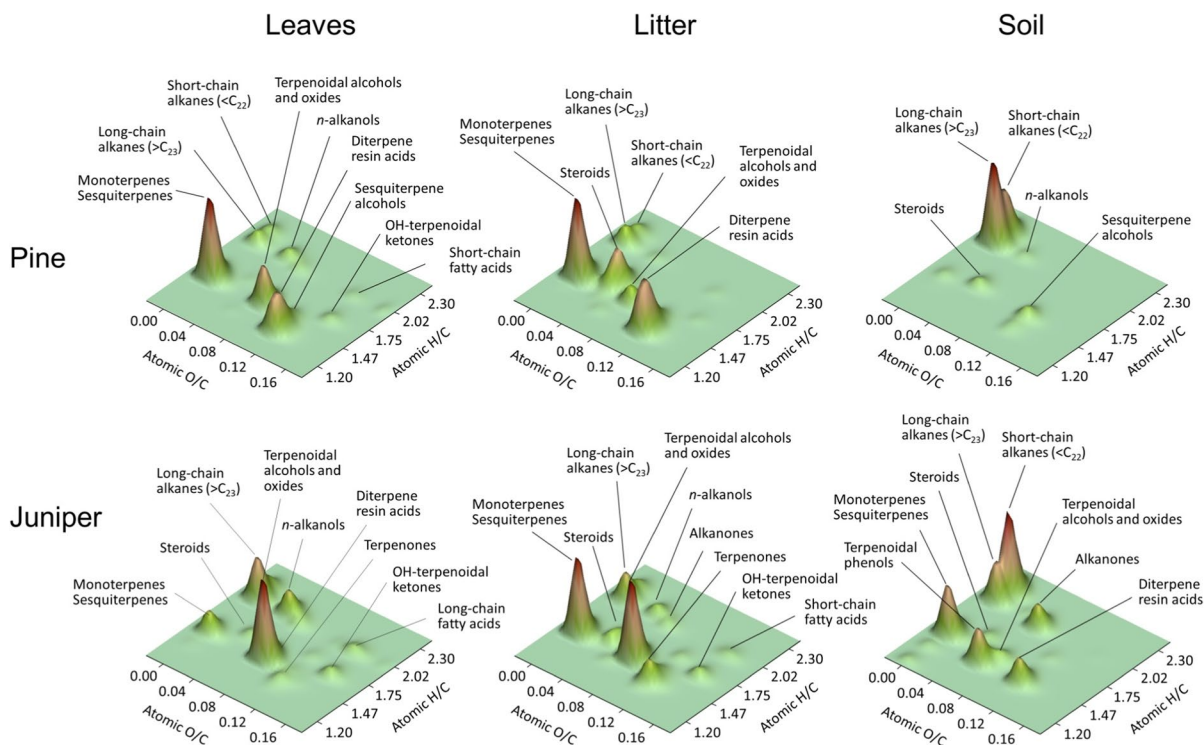 Leaves
Litter
Soil
Pine
Short-chain
alkanes (<C22)
Terpenoidal alcohols
and oxides
n-alkanols
Long-chain
alkanes (>C23)
Diterpene
resin acids
Monoterpenes
Sesquiterpenes
Sesquiterpene
alcohols
OH-terpenoidal
ketones
Short-chain
fatty acids
0.00
0.04
0.08
0.12
0.16
Atomic O/C
1.20
1.47
1.75
2.02
2.30
Atomic H/C
Long-chain
alkanes (>C23)
Monoterpenes
Sesquiterpenes
Short-chain
alkanes (<C22)
Steroids
Terpenoidal
alcohols and
oxides
Diterpene
resin acids
0.00
0.04
0.08
0.12
0.16
Atomic O/C
1.20
1.47
1.75
2.02
2.30
Atomic H/C
Long-chain
alkanes (>C23)
Short-chain
alkanes (<C22)
Steroids
n-alkanols
Sesquiterpene
alcohols
0.00
0.04
0.08
0.12
0.16
Atomic O/C
1.20
1.47
1.75
2.02
2.30
Atomic H/C
Juniper
Long-chain
alkanes (>C23)
Terpenoidal
alcohols and
oxides
Diterpene
resin acids
n-alkanols
Steroids
Terpenones
Monoterpenes
Sesquiterpenes
OH-terpenoidal
ketones
Long-chain
fatty acids
0.00
0.04
0.08
0.12
0.16
Atomic O/C
1.20
1.47
1.75
2.02
2.30
Atomic H/C
Terpenoidal alcohols
and oxides
Long-chain
alkanes (>C23)
Monoterpenes
Sesquiterpenes
n-alkanols
Steroids
Alkanones
Terpenones
OH-terpenoidal
ketones
Short-chain
fatty acids
0.00
0.04
0.08
0.12
0.16
Atomic O/C
1.20
1.47
1.75
2.02
2.30
Atomic H/C
Long-chain
alkanes (>C23)
Short-chain
alkanes (<C22)
Steroids
Monoterpenes
Sesquiterpenes
Terpenoidal
alcohols and oxides
Terpenoidal
phenols
Alkanones
Diterpene
resin acids
0.00
0.04
0.08
0.12
0.16
Atomic O/C
1.20
1.47
1.75
2.02
2.30
Atomic H/C